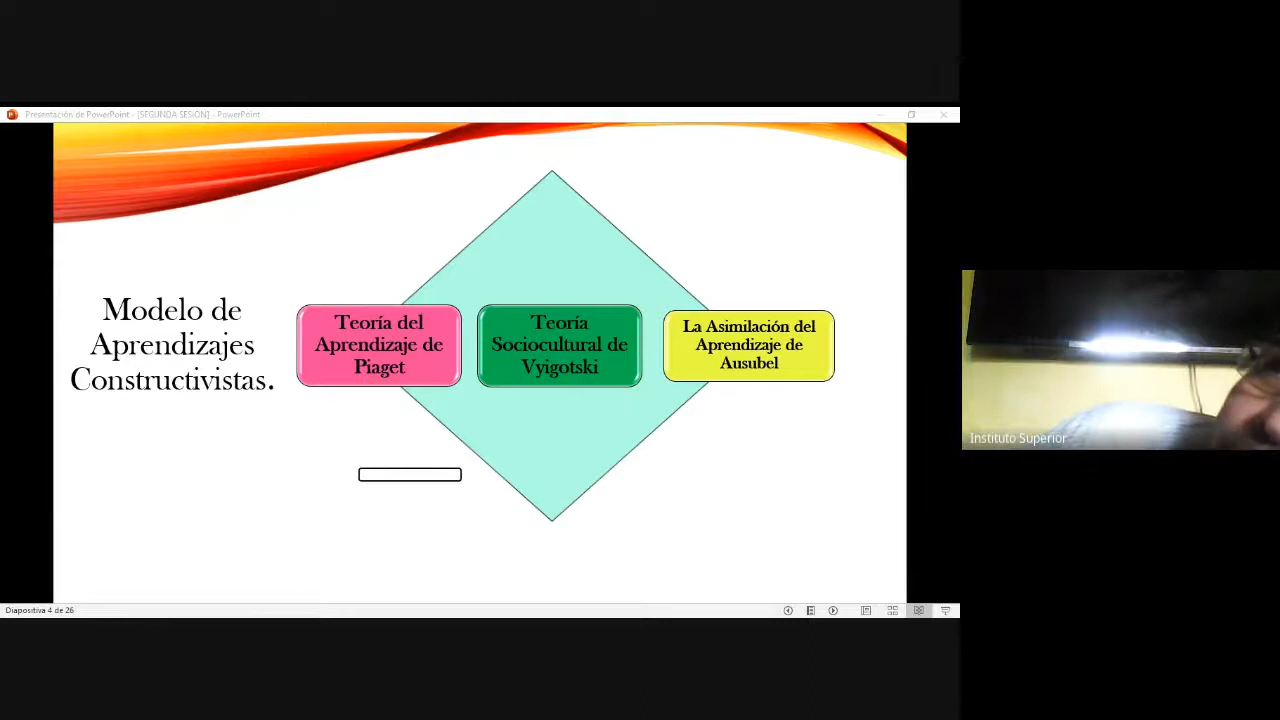 Presentación de PowerPoint - [SEGUNDA SESION] - PowerPoint
Modelo de
Aprendizajes
Constructivistas.
Teoría del
Aprendizaje de
Piaget
Teoría
Sociocultural de
Vyigotski
La Asimilación del
Aprendizaje de
Ausubel
Instituto Superior
Diapositiva 4 de 26